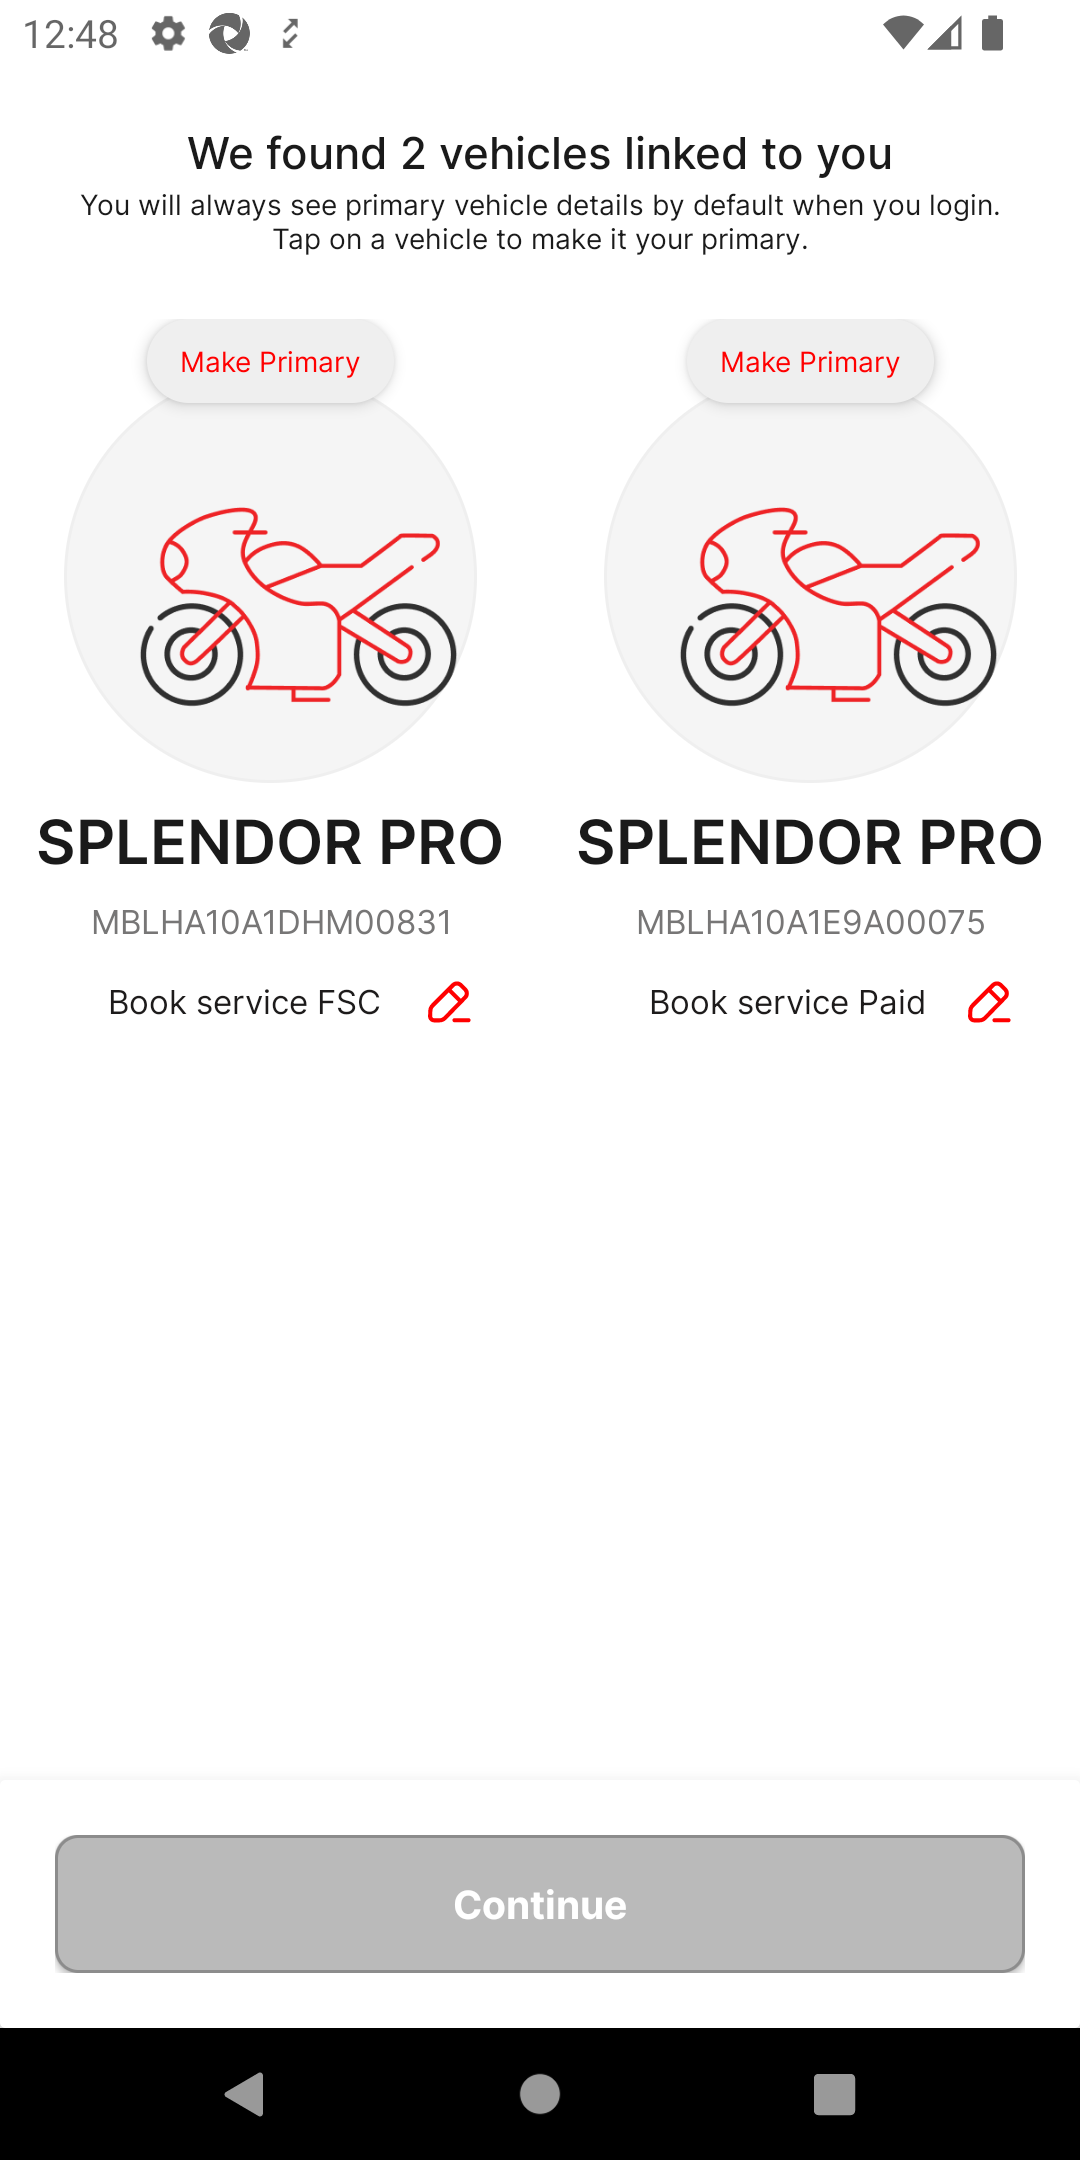 12:48
We found 2 vehicles linked to you
You will always see primary vehicle details by default when you login.
Tap on a vehicle to make it your primary.
Make Primary
Make Primary
SPLENDOR PRO
SPLENDOR PRO
MBLHA10A1DHM00831
MBLHA10A1E9A00075
Book service FSC
Book service Paid
Continue